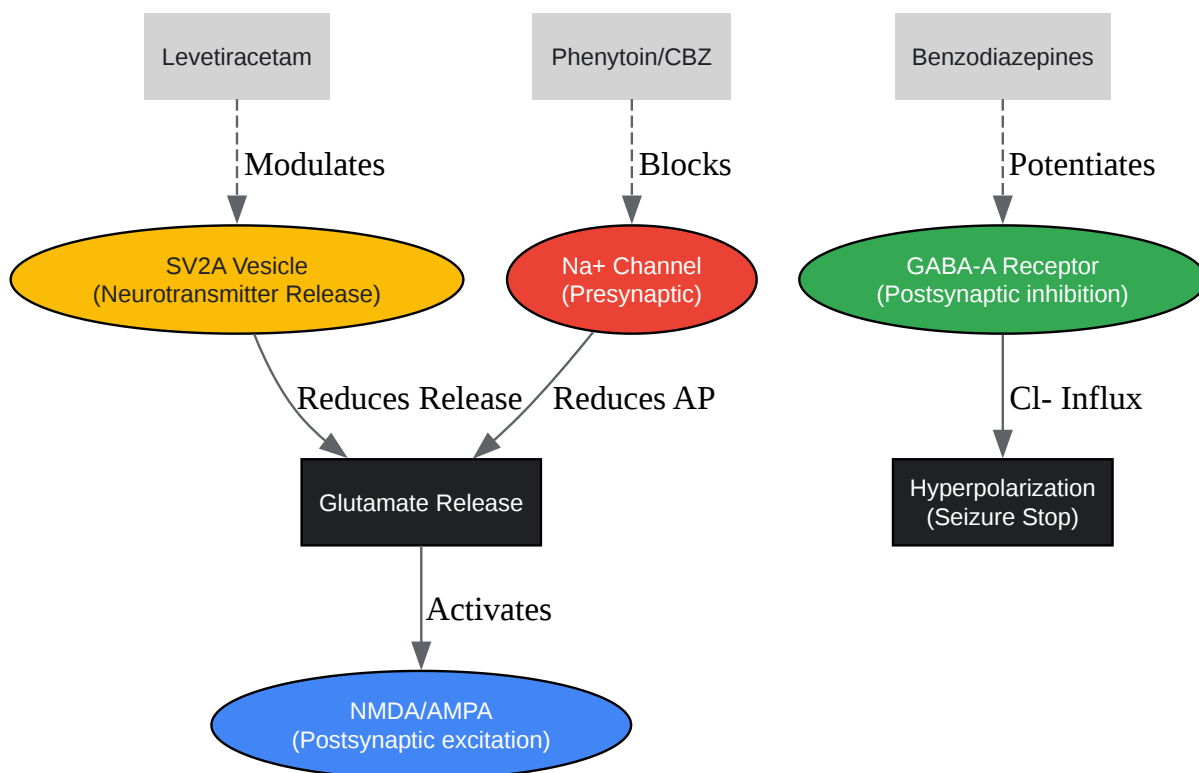 Levetiracetam
Phenytoin/CBZ
Benzodiazepines
Modulates
Blocks
Potentiates
SV2A Vesicle
(Neurotransmitter Release)
Na+ Channel
(Presynaptic)
GABA-A Receptor
(Postsynaptic inhibition)
Reduces Release
Reduces AP
Cl- Influx
Glutamate Release
Hyperpolarization
(Seizure Stop)
Activates
NMDA/AMPA
(Postsynaptic excitation)